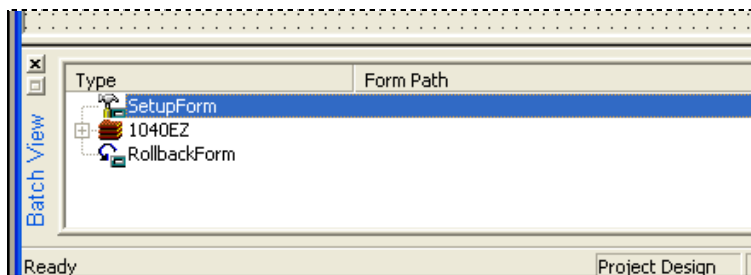 Type Form Path
SetupForm
1040EZ
RollbackForm
Batch View
Ready Project Design